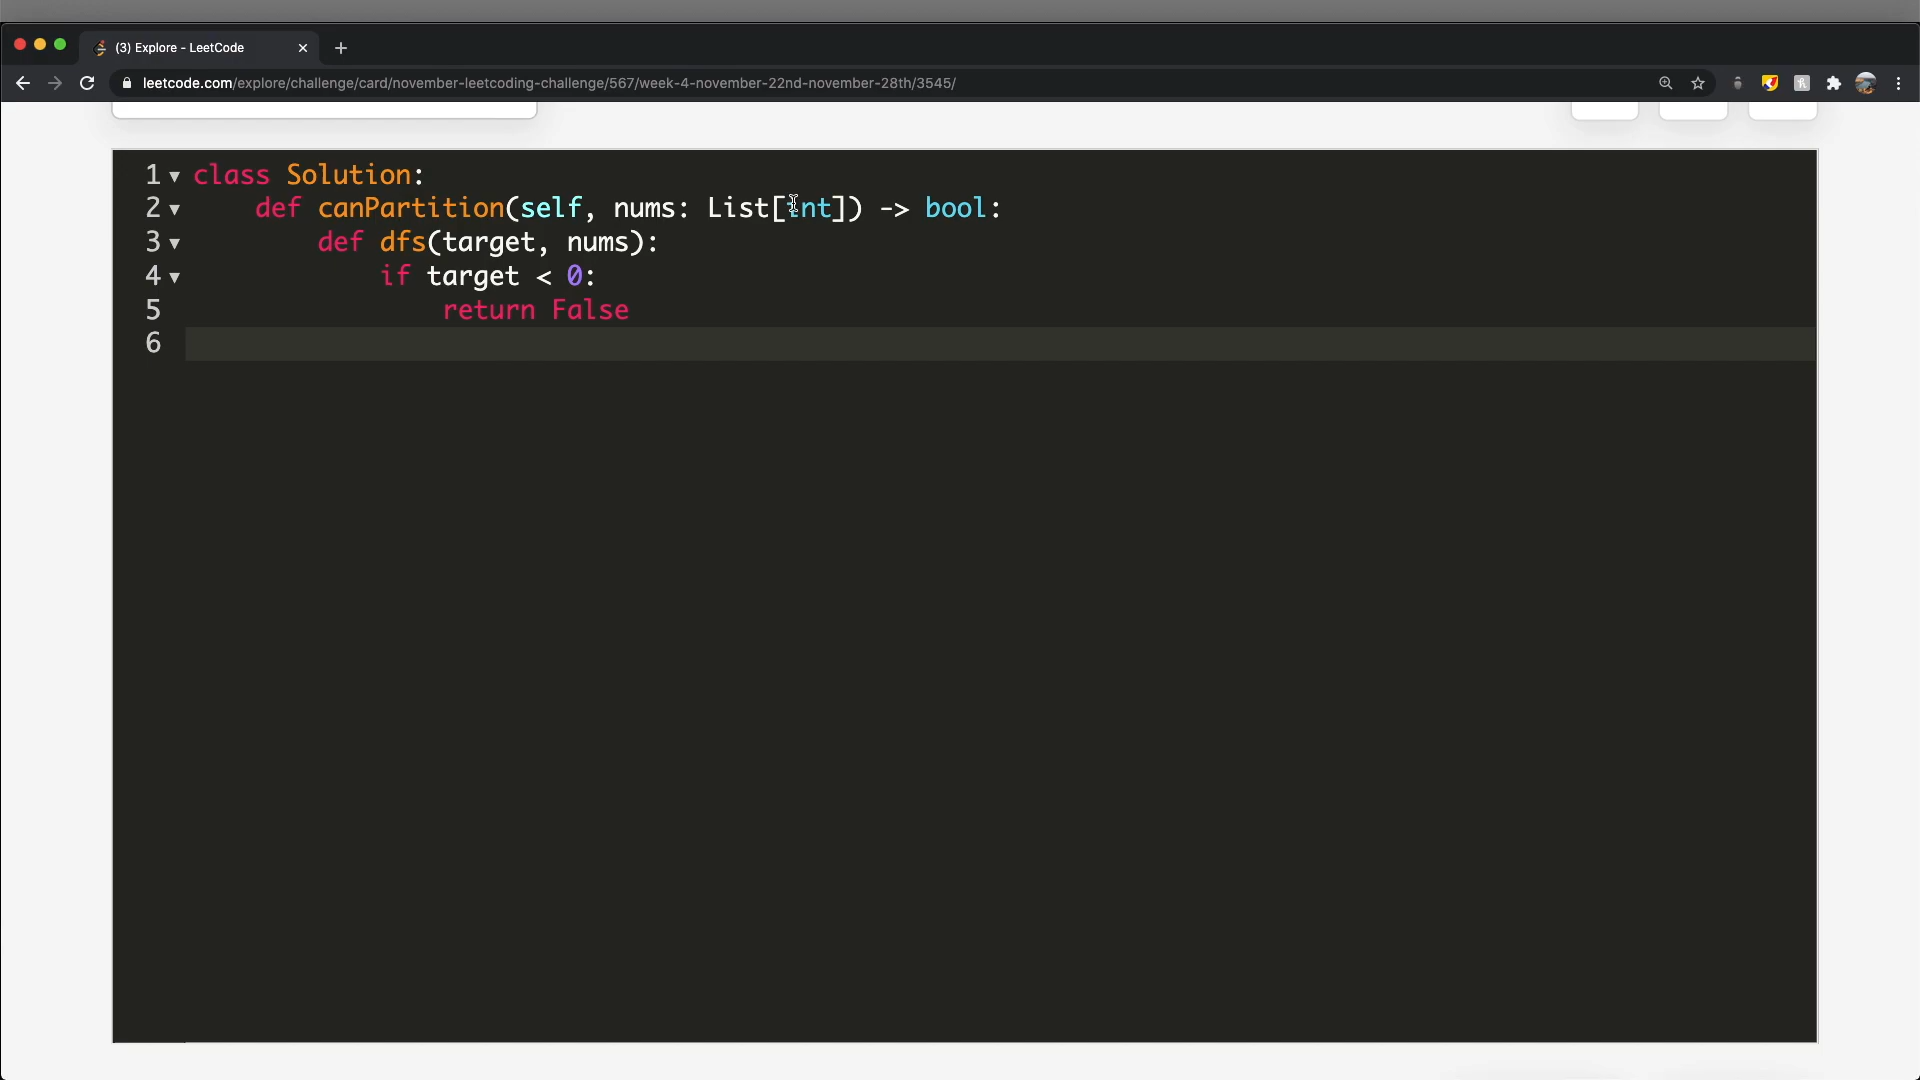 (3) Explore - LeetCode
leetcode.com/explore/challenge/card/november-leetcoding-challenge/567/week-4-november-22nd-november-28th/3545/
1 class Solution:
2 def canPartition(self, nums: List[int]) -> bool:
3 def dfs(target, nums):
4 if target < 0:
5 return False
6